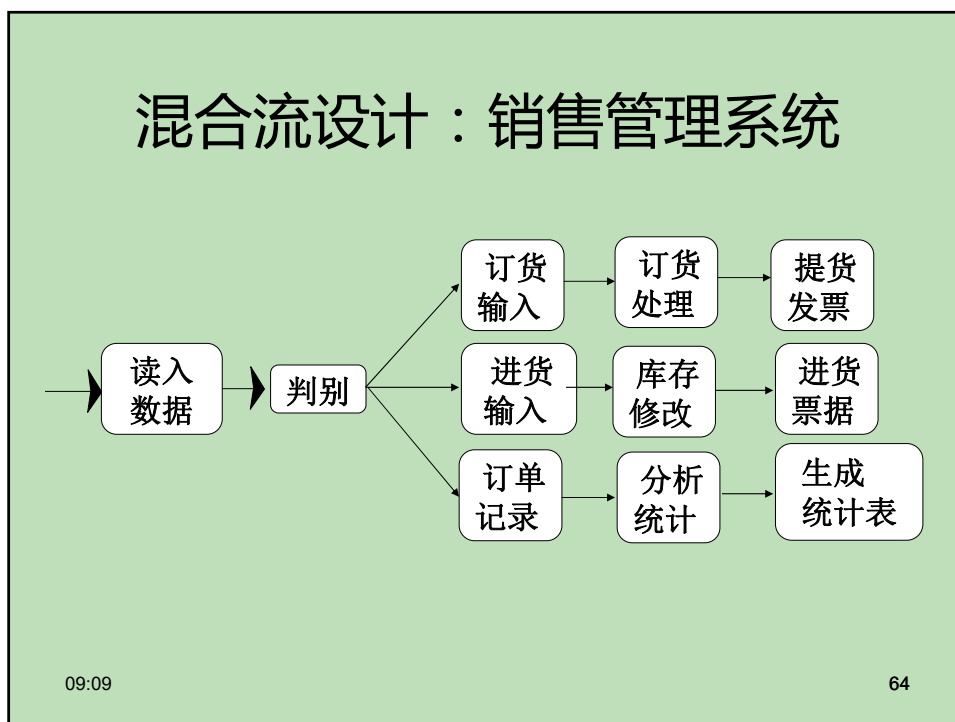 混合流设计：销售管理系统
读入
数据
判别
订货
输入
订货
处理
提货
发票
进货
输入
库存
修改
进货
票据
订单
记录
分析
统计
生成
统计表
09:09
64